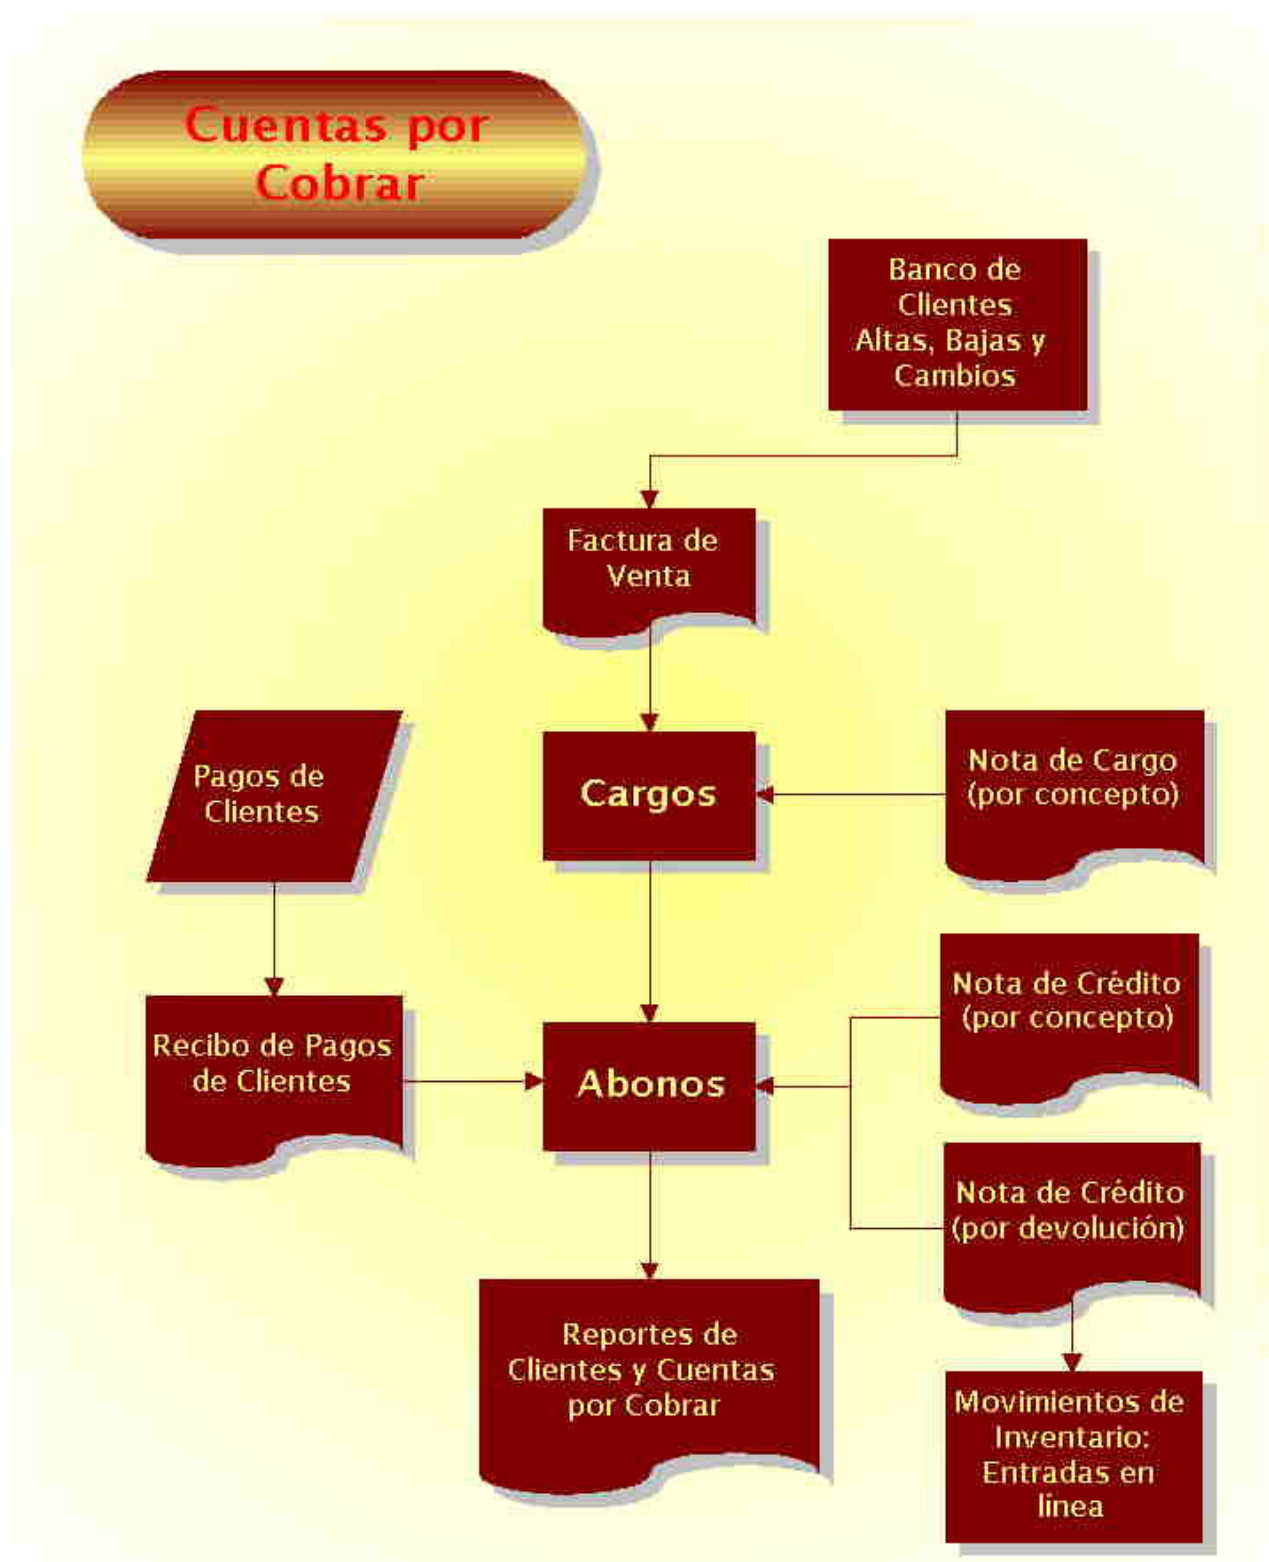 Cuentas por
Cobrar
Banco de
Clientes
Altas, Bajas y
Cambios
Factura de
Venta
Pagos de
Clientes
Cargos
Nota de Cargo
(por concepto)
Nota de Crédito
(por concepto)
Recibo de Pagos
de Clientes
Abonos
Nota de Crédito
(por devolución)
Reportes de
Clientes y Cuentas
por Cobrar
Movimientos de
Inventario:
Entradas en
línea